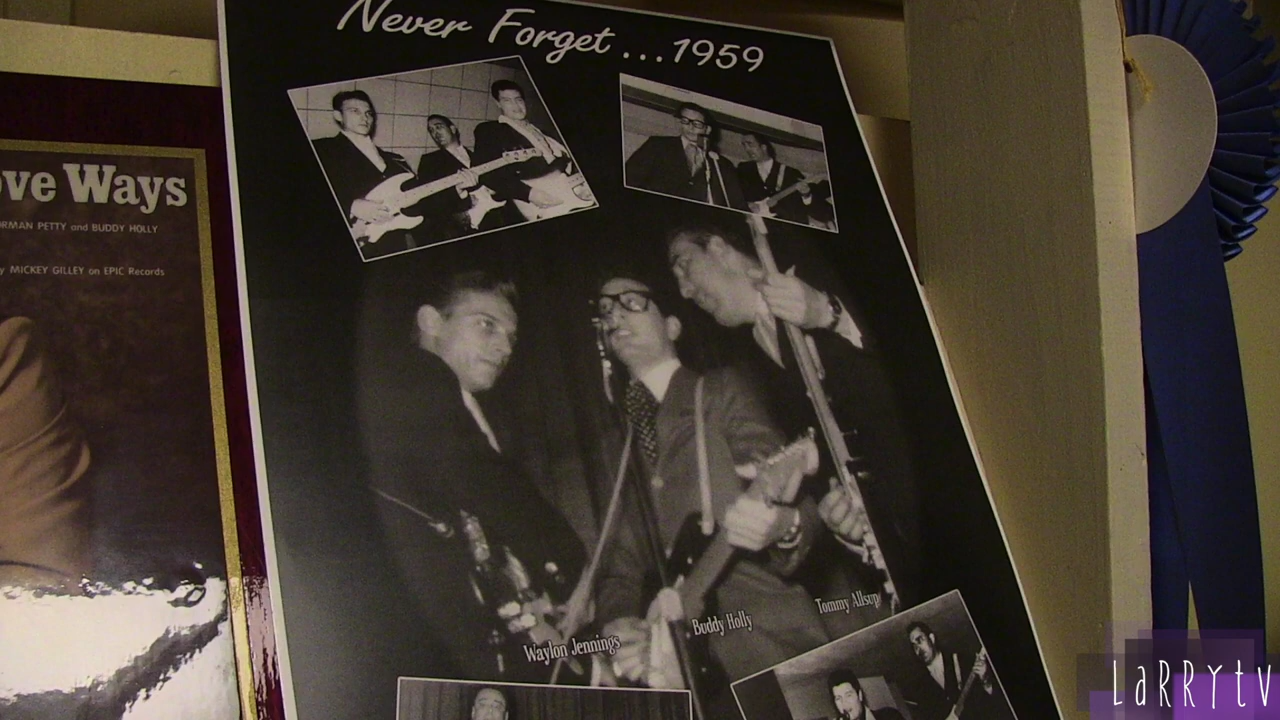 Never Forget ...1959
ove Ways
RMAN PETTY and BUDDY HOLLY
y MICKEY GILLEY on EPIC Records
Waylon Jennings
Buddy Holly
Tommy Allsup
LaRRytv